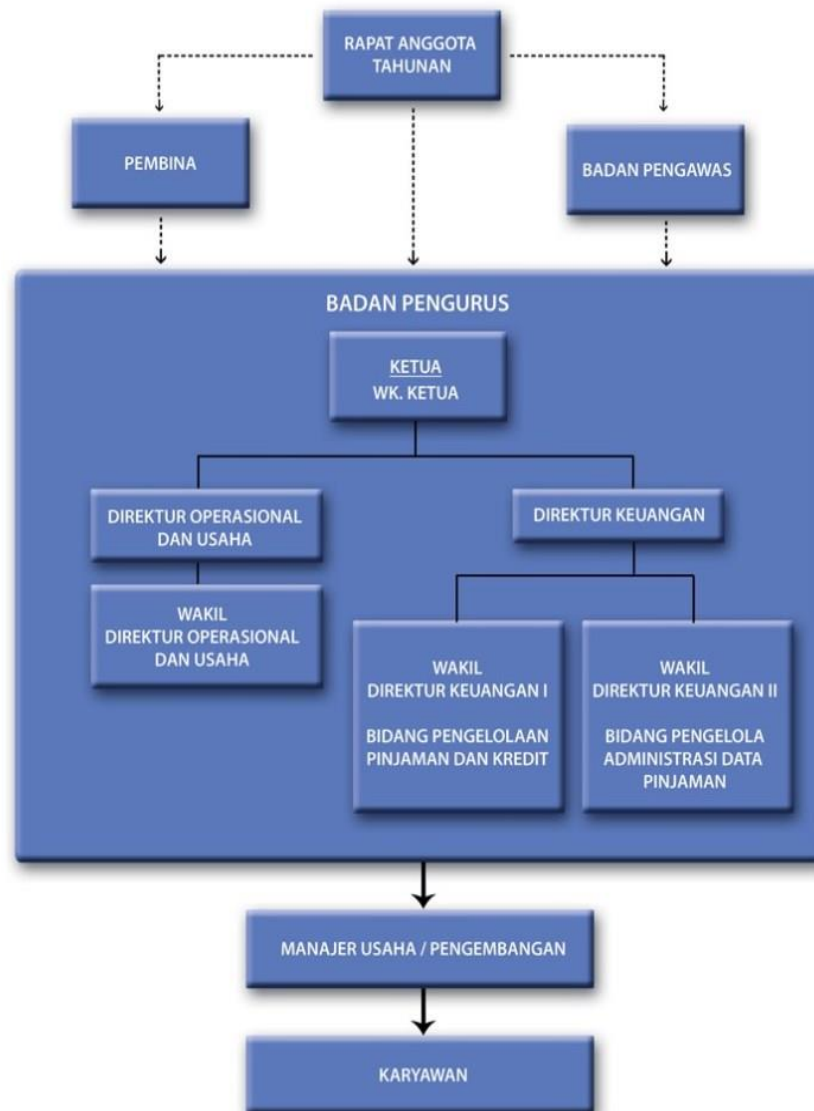 RAPAT ANGGOTA
TAHUNAN
PEMBINA
BADAN PENGAWAS
BADAN PENGURUS
KETUA
WK. KETUA
DIREKTUR OPERASIONAL
DAN USAHA
DIREKTUR KEUANGAN
WAKIL
DIREKTUR OPERASIONAL
DAN USAHA
WAKIL
DIREKTUR KEUANGAN I
BIDANG PENGELOLAAN
PINJAMAN DAN KREDIT
WAKIL
DIREKTUR KEUANGAN II
BIDANG PENGELOLA
ADMINISTRASI DATA
PINJAMAN
MANAJER USAHA / PENGEMBANGAN
KARYAWAN